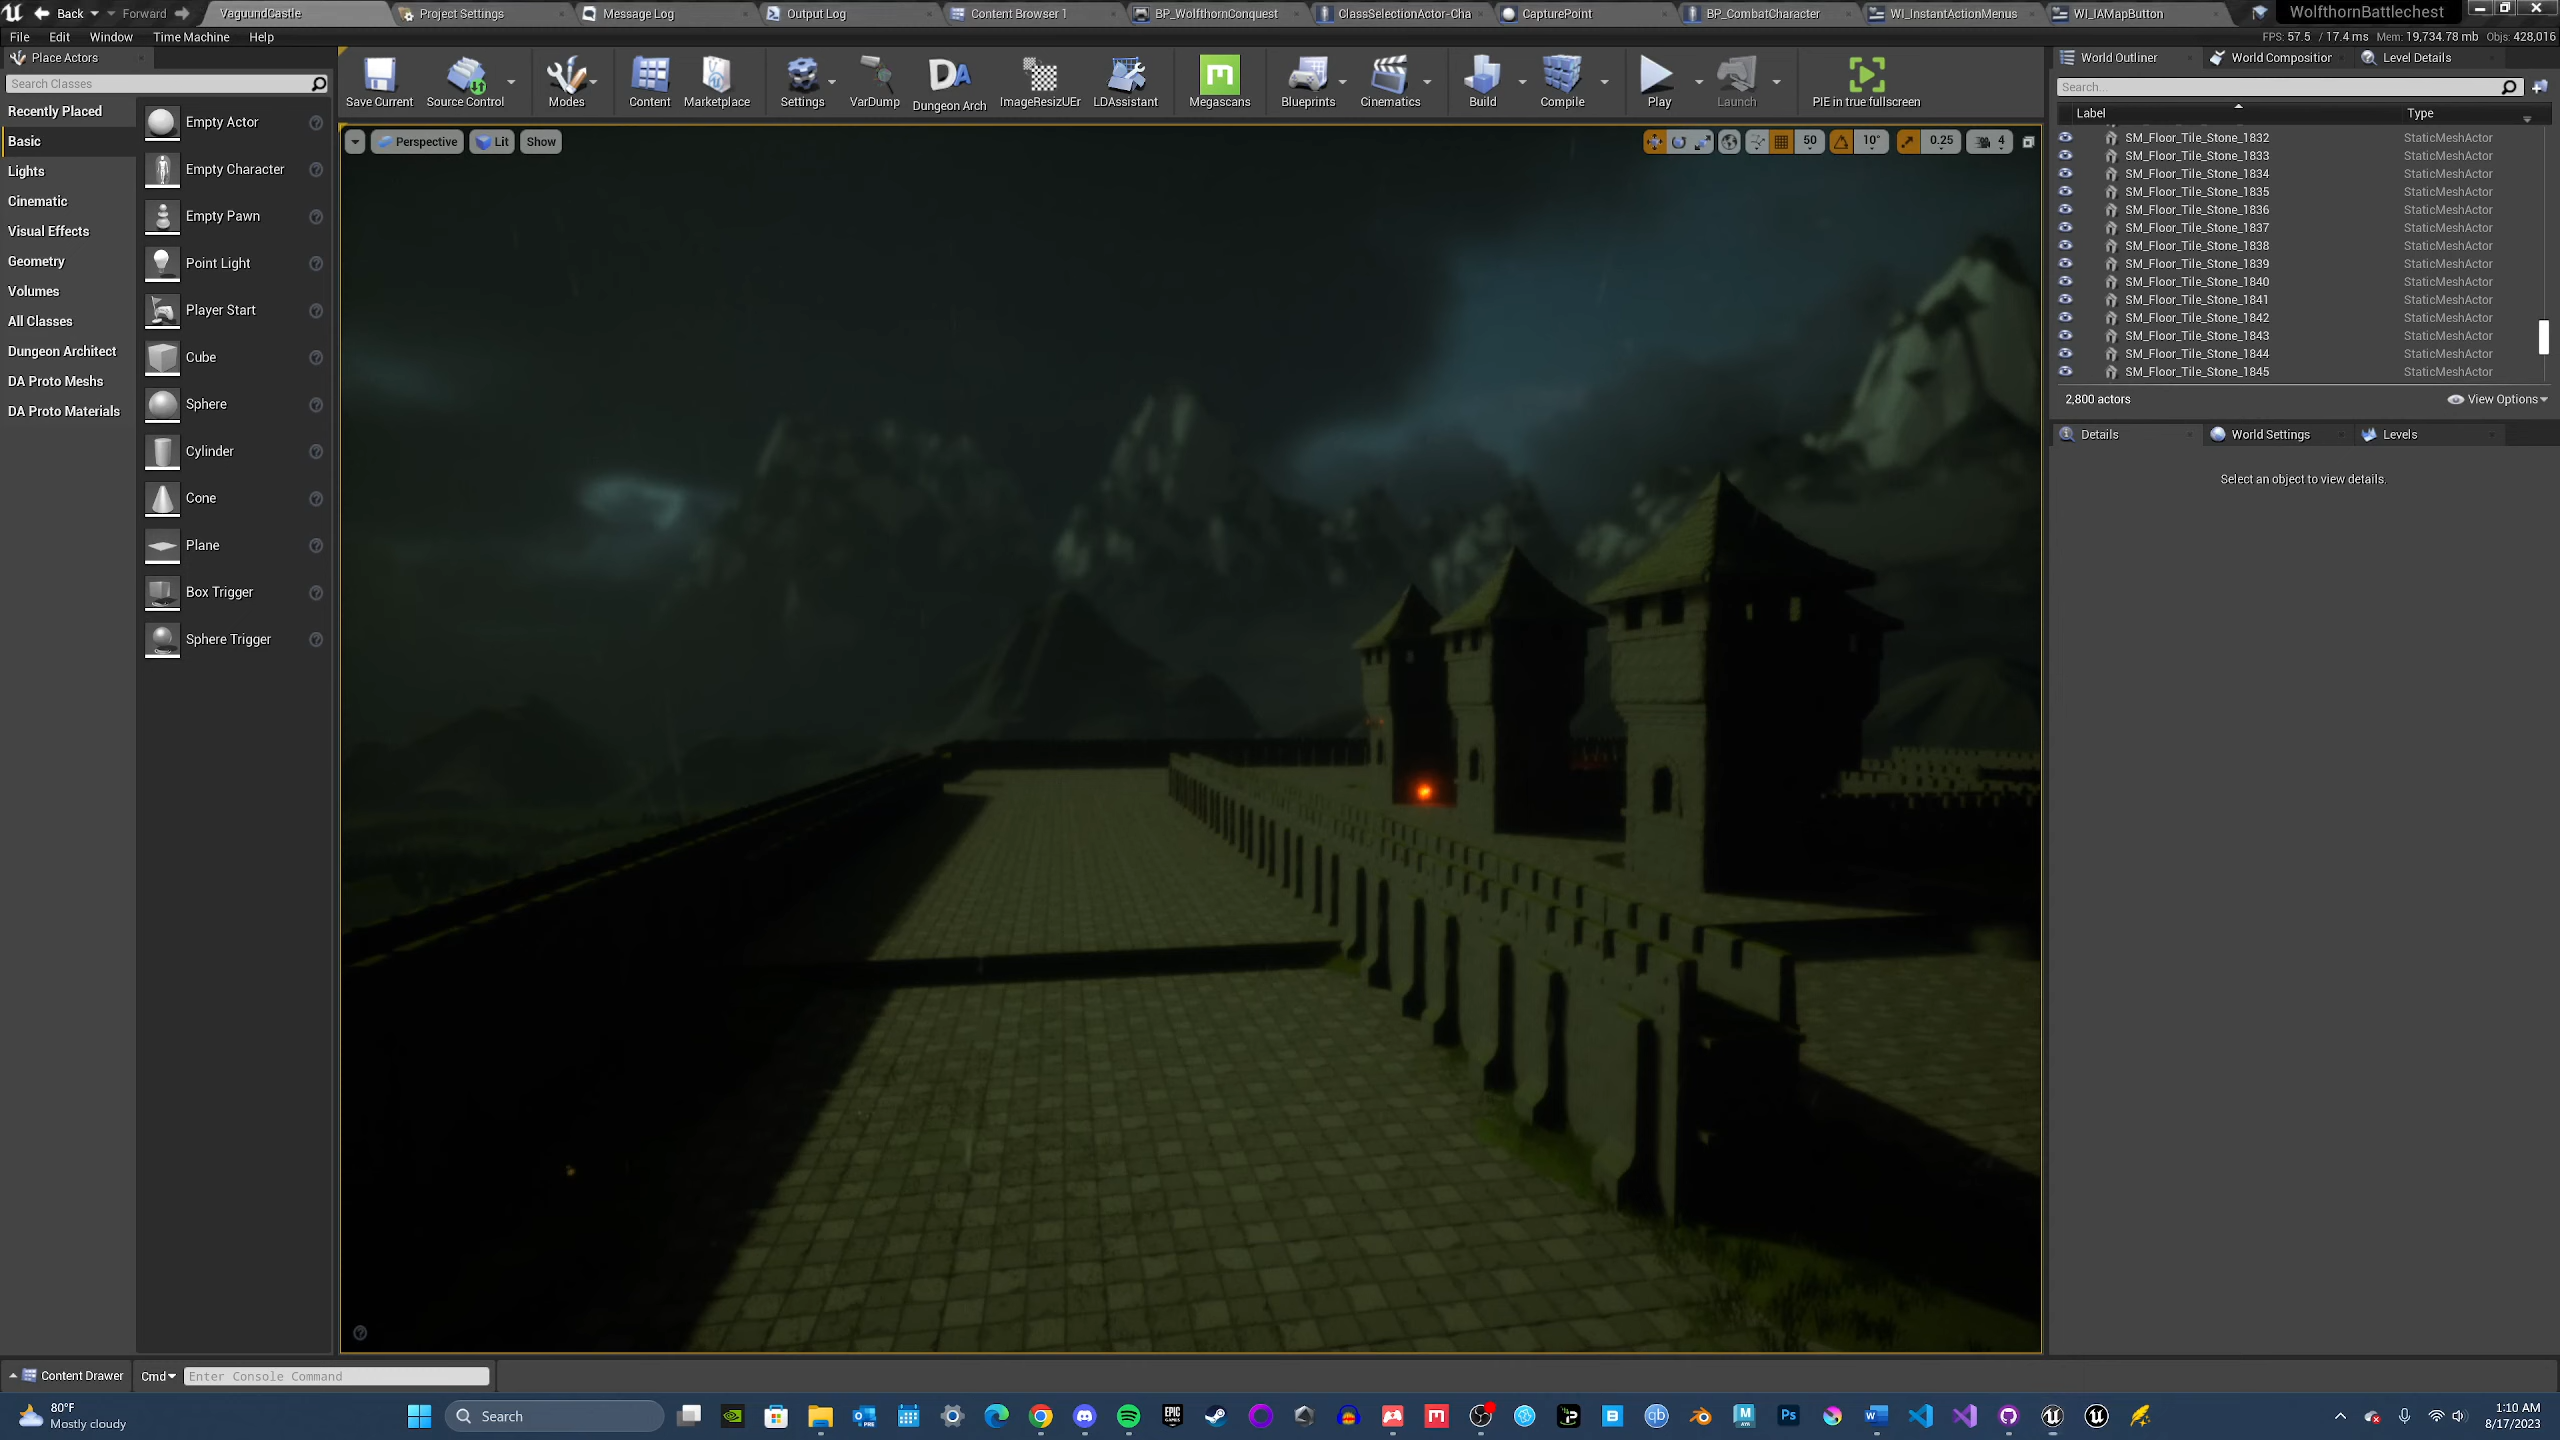 Back Forward VaguundCastle Project Settings Message Log Output Log Content Browser 1 BP_WolfthornConquest ClassSelectionActor-Cha CapturePoint BP_CombatCharacter WI_InstantActionMenus WI_IAMapButton WolfthornBattlechest
File Edit Window Time Machine Help FPS: 57.5 / 17.4 ms Mem: 19,734.78 mb Objs: 428,016
Place Actors World Outliner World Composition Level Details
Search Classes Search...
Save Current Source Control Modes Content Marketplace Settings VarDump Dungeon Arch ImageResizUEr LDAssistant Megascans Blueprints Cinematics Build Compile Play Launch PIE in true fullscreen
Perspective Lit Show 50 10° 0.25 4
Recently Placed
Basic
Lights
Cinematic
Visual Effects
Geometry
Volumes
All Classes
Dungeon Architect
DA Proto Meshs
DA Proto Materials
Empty Actor
Empty Character
Empty Pawn
Point Light
Player Start
Cube
Sphere
Cylinder
Cone
Plane
Box Trigger
Sphere Trigger
Label Type
SM_Floor_Tile_Stone_1832 StaticMeshActor
SM_Floor_Tile_Stone_1833 StaticMeshActor
SM_Floor_Tile_Stone_1834 StaticMeshActor
SM_Floor_Tile_Stone_1835 StaticMeshActor
SM_Floor_Tile_Stone_1836 StaticMeshActor
SM_Floor_Tile_Stone_1837 StaticMeshActor
SM_Floor_Tile_Stone_1838 StaticMeshActor
SM_Floor_Tile_Stone_1839 StaticMeshActor
SM_Floor_Tile_Stone_1840 StaticMeshActor
SM_Floor_Tile_Stone_1841 StaticMeshActor
SM_Floor_Tile_Stone_1842 StaticMeshActor
SM_Floor_Tile_Stone_1843 StaticMeshActor
SM_Floor_Tile_Stone_1844 StaticMeshActor
SM_Floor_Tile_Stone_1845 StaticMeshActor
2,800 actors View Options
Details World Settings Levels
Select an object to view details.
Content Drawer Cmd Enter Console Command
80°F
Mostly cloudy
Search
1:10 AM
8/17/2023